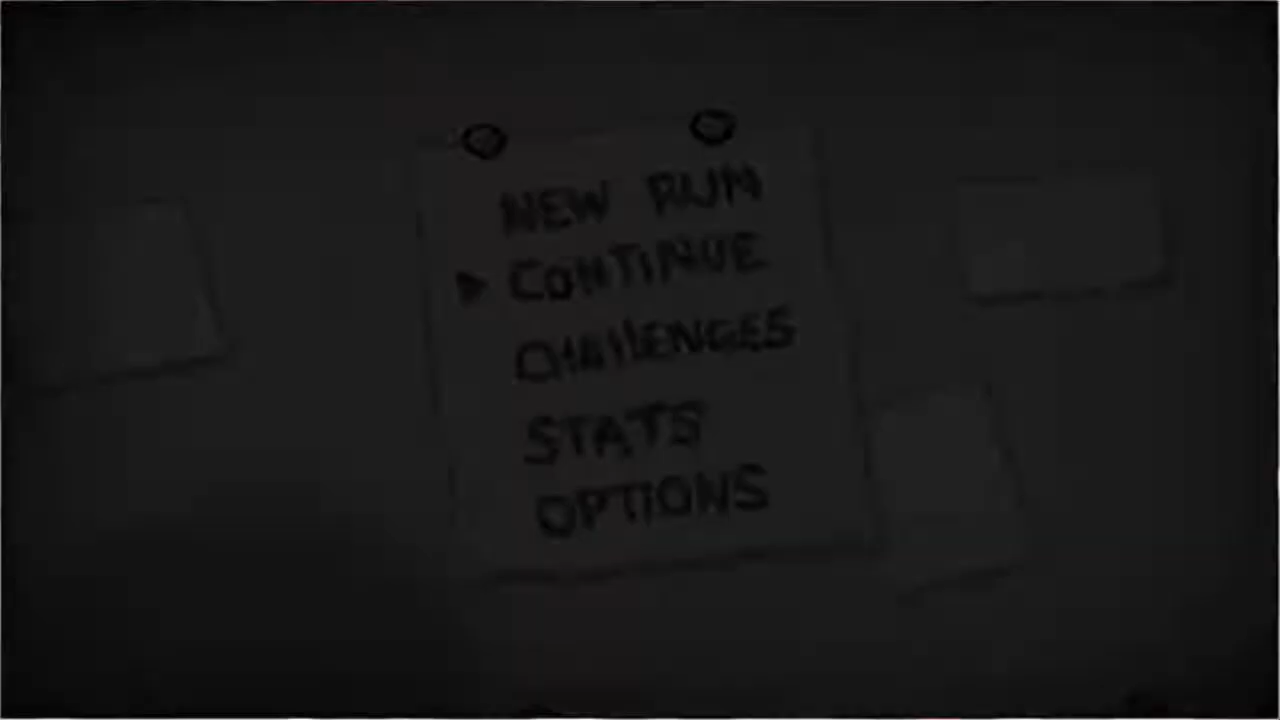 NEW RUN
CONTINUE
CHALLENGES
STATS
OPTIONS